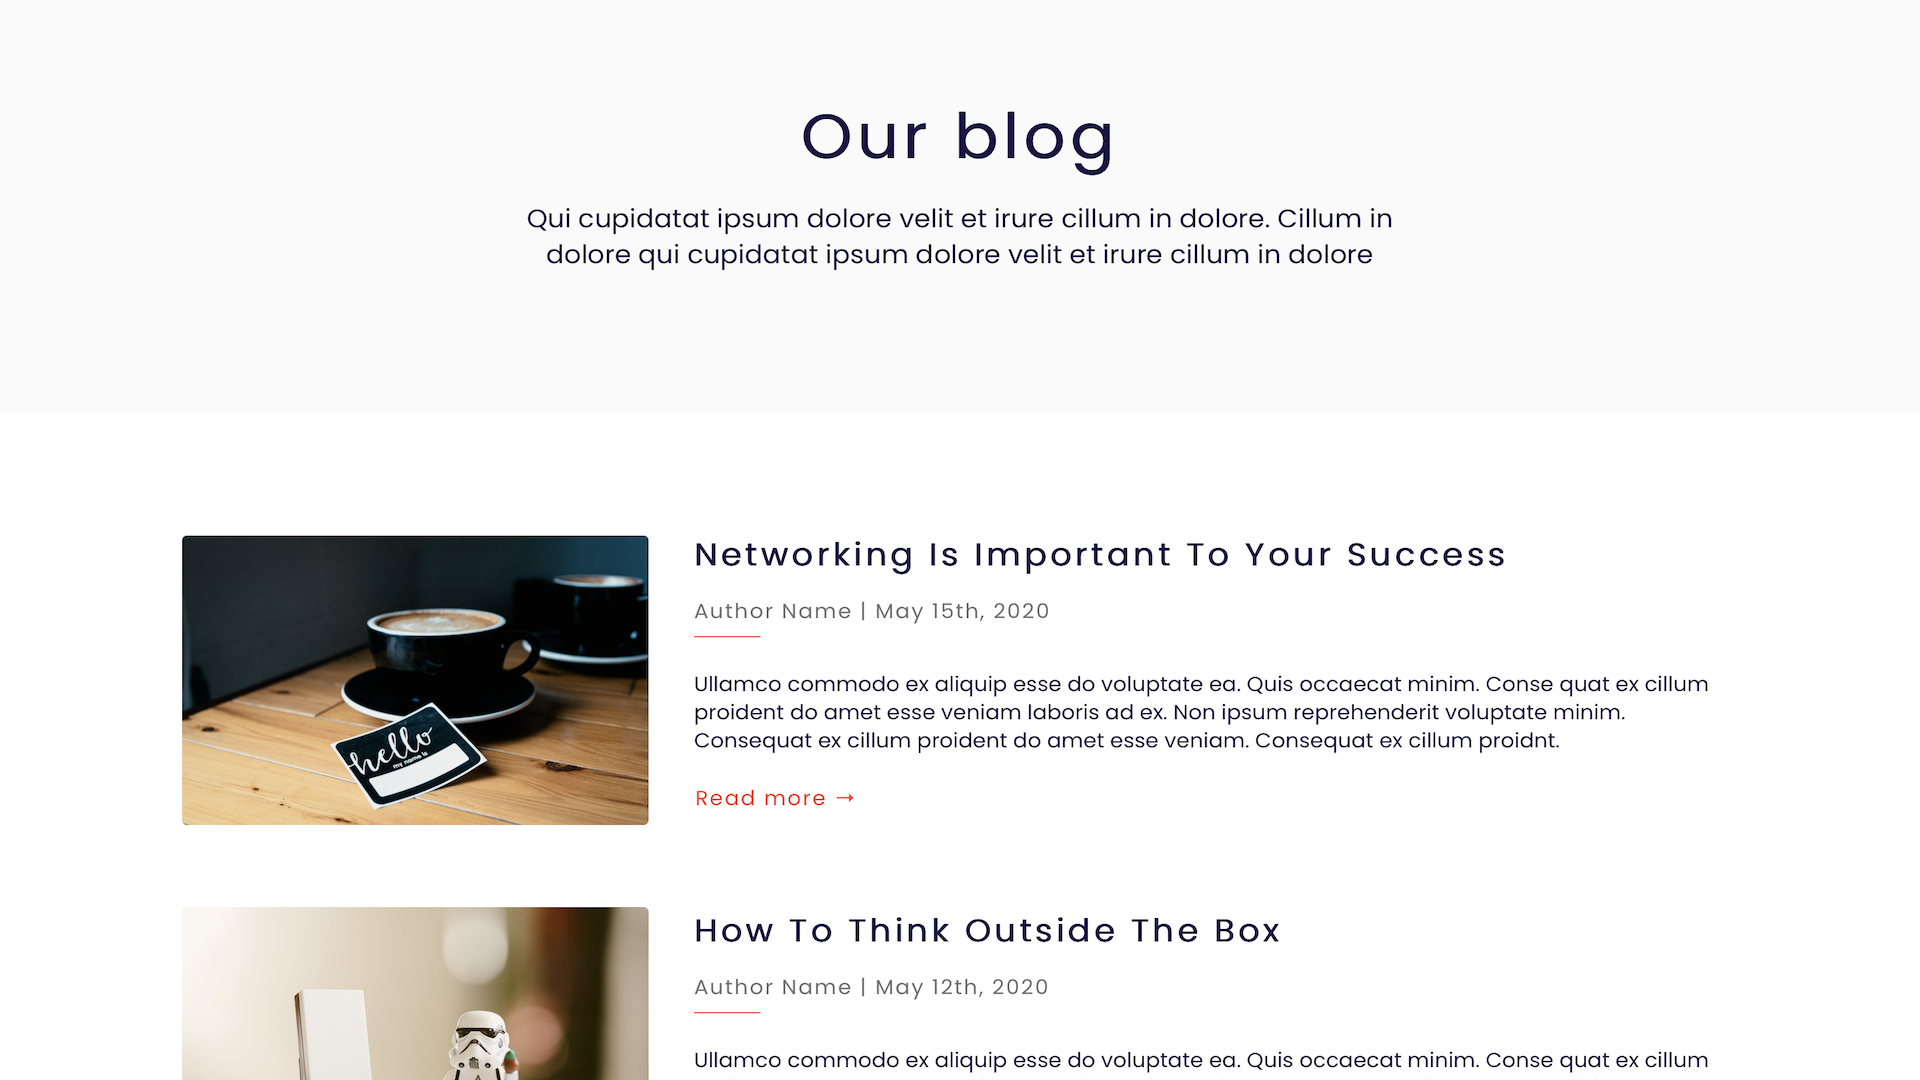 Our blog
Qui cupidatat ipsum dolore velit et irure cillum in dolore. Cillum in
dolore qui cupidatat ipsum dolore velit et irure cillum in dolore
Networking Is Important To Your Success
Author Name | May 15th, 2020
Ullamco commodo ex aliquip esse do voluptate ea. Quis occaecat minim. Conse quat ex cillum
proident do amet esse veniam laboris ad ex. Non ipsum reprehenderit voluptate minim.
Consequat ex cillum proident do amet esse veniam. Consequat ex cillum proidnt.
Read more →
hello
my name is
How To Think Outside The Box
Author Name | May 12th, 2020
Ullamco commodo ex aliquip esse do voluptate ea. Quis occaecat minim. Conse quat ex cillum